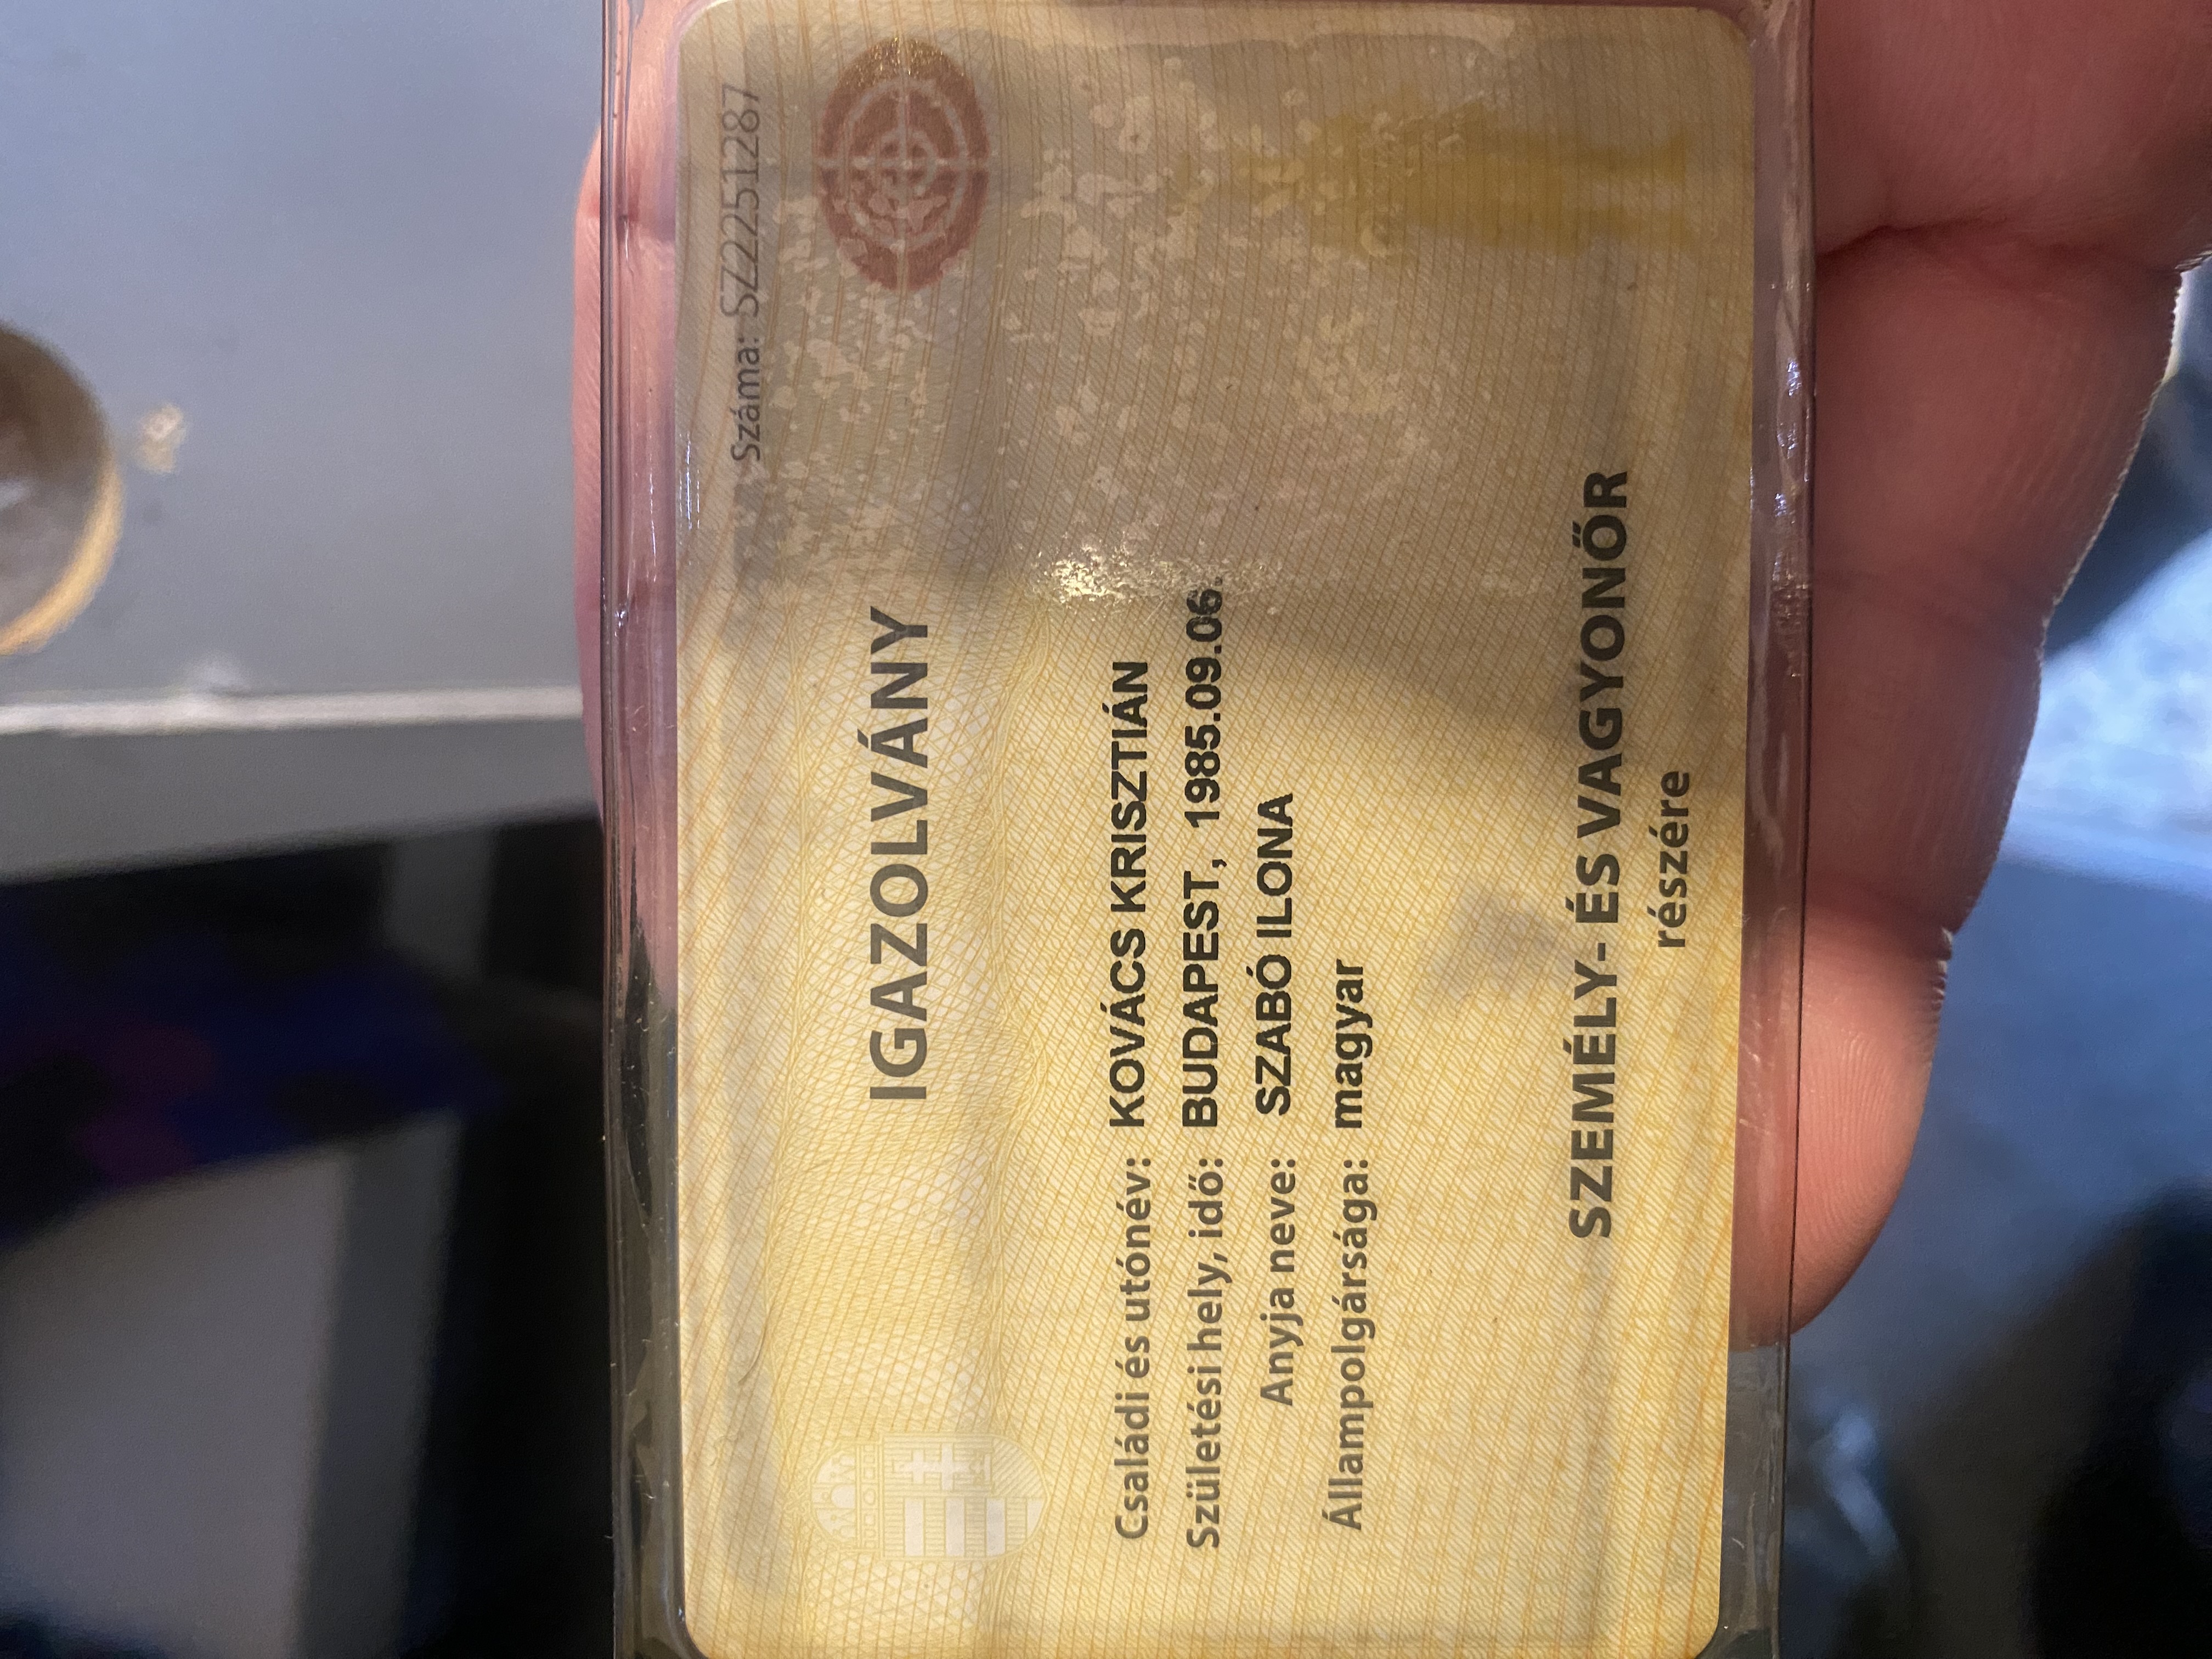 Száma: SZ2251287
IGAZOLVÁNY
Családi és utónév: KOVÁCS KRISZTIÁN
Születési hely, idő: BUDAPEST, 1985.09.06.
Anyja neve: SZABÓ ILONA
Állampolgársága: magyar
SZEMÉLY- ÉS VAGYONŐR
részére